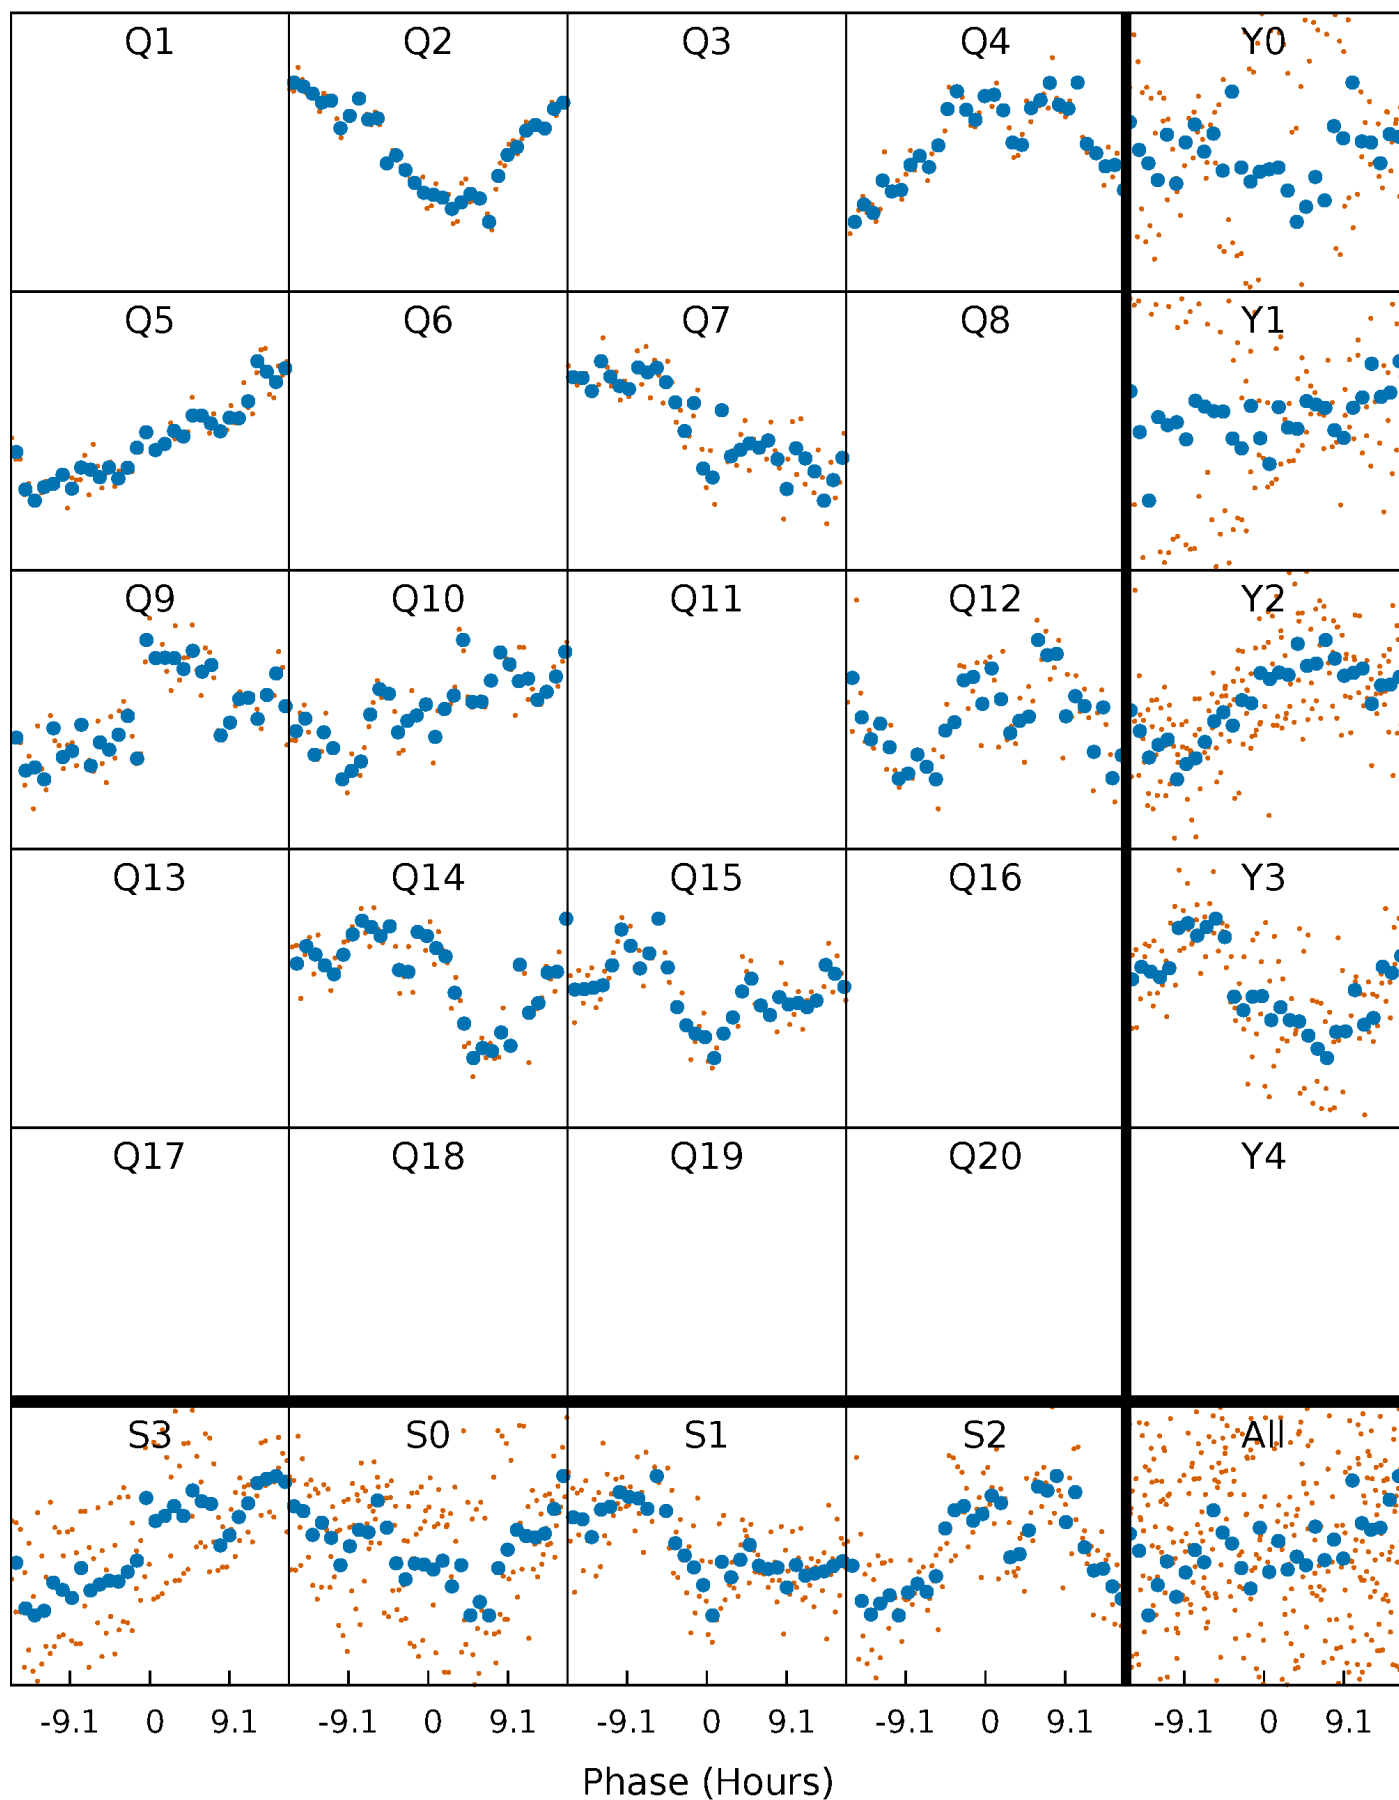 Q1 Q2 Q3 Q4 Y0
Q5 Q6 Q7 Q8 Y1
Q9 Q10 Q11 Q12 Y2
Q13 Q14 Q15 Q16 Y3
Q17 Q18 Q19 Q20 Y4
S3 S0 S1 S2 All
-9.1 0 9.1 -9.1 0 9.1 -9.1 0 9.1 -9.1 0 9.1 -9.1 0 9.1
Phase (Hours)